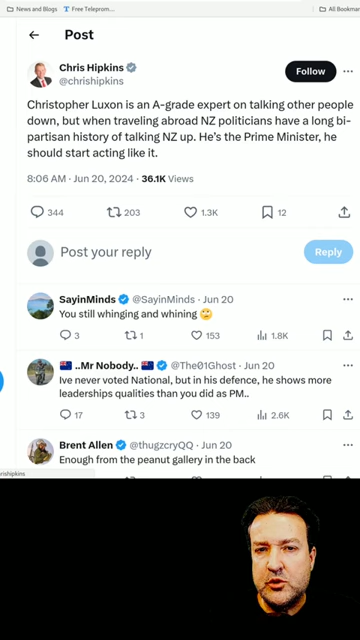 News and Blogs
Free Teleprom...
All Bookmar
Post
Chris Hipkins
@chrishipkins
Follow
Christopher Luxon is an A-grade expert on talking other people
down, but when traveling abroad NZ politicians have a long bi-
partisan history of talking NZ up. He's the Prime Minister, he
should start acting like it.
8:06 AM · Jun 20, 2024 · 36.1K Views
344 203 1.3K 12
Post your reply
Reply
SayinMinds @SayinMinds · Jun 20
You still whinging and whining 🙄
3 1 153 1.8K
🇳🇿 ..Mr Nobody.. 🇳🇿 @The01Ghost · Jun 20
Ive never voted National, but in his defence, he shows more
leaderships qualities than you did as PM..
17 3 139 2.6K
Brent Allen @thugzcryQQ · Jun 20
Enough from the peanut gallery in the back
rishipkins